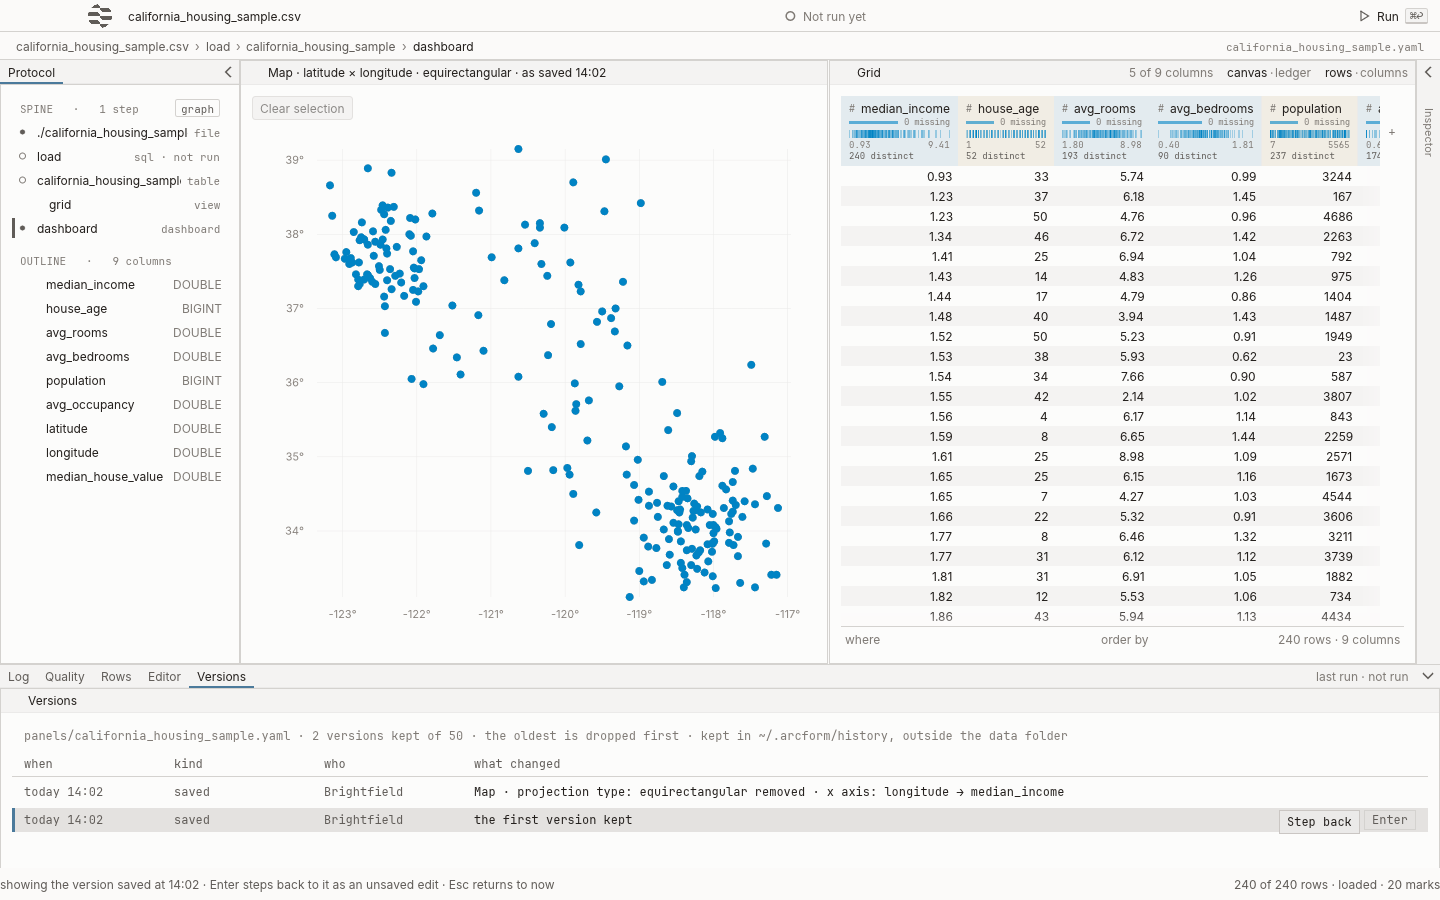 california_housing_sample.csv
Not run yet
Run
california_housing_sample.csv › load › california_housing_sample › dashboard
california_housing_sample.yaml
Protocol
SPINE · 1 step graph
./california_housing_sampl file
load sql · not run
california_housing_sampl table
grid view
dashboard dashboard
OUTLINE · 9 columns
median_income DOUBLE
house_age BIGINT
avg_rooms DOUBLE
avg_bedrooms DOUBLE
population BIGINT
avg_occupancy DOUBLE
latitude DOUBLE
longitude DOUBLE
median_house_value DOUBLE
Map · latitude × longitude · equirectangular · as saved 14:02
Clear selection
39°
38°
37°
36°
35°
34°
-123° -122° -121° -120° -119° -118° -117°
Grid
5 of 9 columns canvas · ledger rows · columns
# median_income # house_age # avg_rooms # avg_bedrooms # population #
0 missing 0 missing 0 missing 0 missing 0 missing
0.93 9.41 1 52 1.80 8.98 0.40 1.81 7 5565 0.6
240 distinct 52 distinct 193 distinct 90 distinct 237 distinct 174
+
0.93 33 5.74 0.99 3244
1.23 37 6.18 1.45 167
1.23 50 4.76 0.96 4686
1.34 46 6.72 1.42 2263
1.41 25 6.94 1.04 792
1.43 14 4.83 1.26 975
1.44 17 4.79 0.86 1404
1.48 40 3.94 1.43 1487
1.52 50 5.23 0.91 1949
1.53 38 5.93 0.62 23
1.54 34 7.66 0.90 587
1.55 42 2.14 1.02 3807
1.56 4 6.17 1.14 843
1.59 8 6.65 1.44 2259
1.61 25 8.98 1.09 2571
1.65 25 6.15 1.16 1673
1.65 7 4.27 1.03 4544
1.66 22 5.32 0.91 3606
1.77 8 6.46 1.32 3211
1.77 31 6.12 1.12 3739
1.81 31 6.91 1.05 1882
1.82 12 5.53 1.06 734
1.86 43 5.94 1.13 4434
where order by 240 rows · 9 columns
Inspector
Log Quality Rows Editor Versions
last run · not run
Versions
panels/california_housing_sample.yaml · 2 versions kept of 50 · the oldest is dropped first · kept in ~/.arcform/history, outside the data folder
when kind who what changed
today 14:02 saved Brightfield Map · projection type: equirectangular removed · x axis: longitude → median_income
today 14:02 saved Brightfield the first version kept Step back Enter
showing the version saved at 14:02 · Enter steps back to it as an unsaved edit · Esc returns to now
240 of 240 rows · loaded · 20 marks